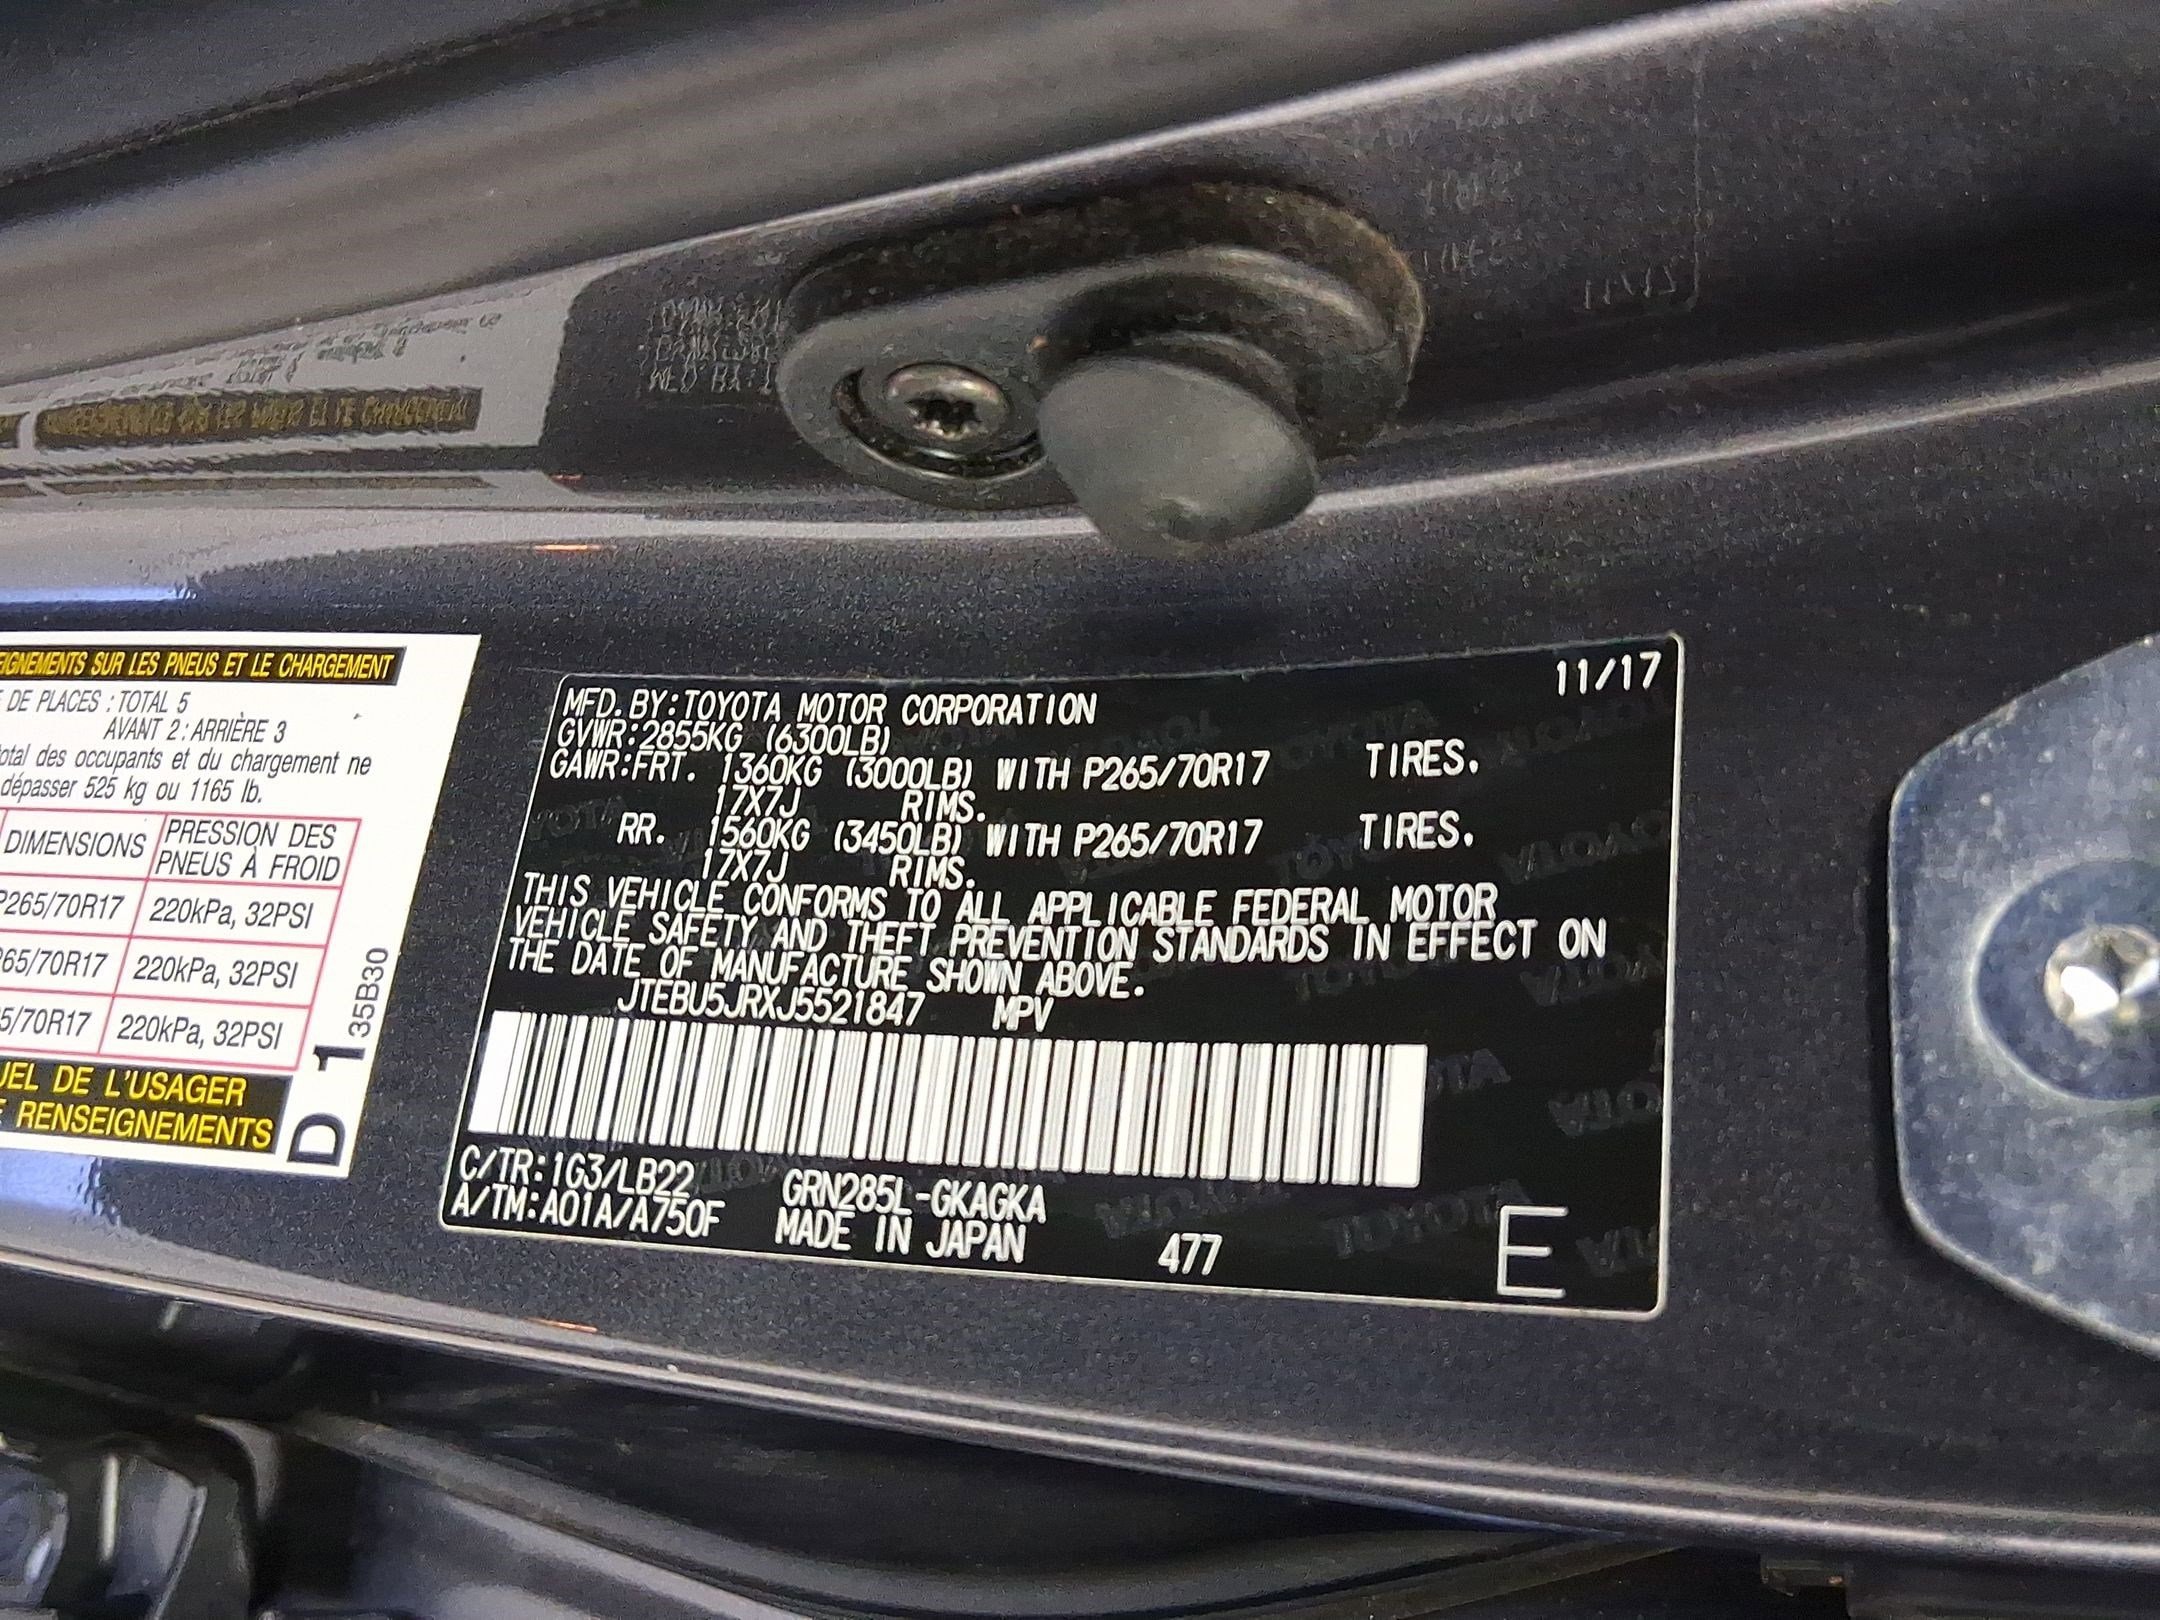 EIGNEMENTS SUR LES PNEUS ET LE CHARGEMENT
DE PLACES : TOTAL 5
AVANT 2 : ARRIÈRE 3
total des occupants et du chargement ne
dépasser 525 kg ou 1165 lb.
DIMENSIONS PRESSION DES PNEUS À FROID
P265/70R17 220kPa, 32PSI
65/70R17 220kPa, 32PSI
5/70R17 220kPa, 32PSI
UEL DE L'USAGER
RENSEIGNEMENTS
D 1 35B30
11/17
MFD. BY:TOYOTA MOTOR CORPORATION
GVWR:2855KG (6300LB)
GAWR:FRT. 1360KG (3000LB) WITH P265/70R17 TIRES.
17X7J RIMS.
RR. 1560KG (3450LB) WITH P265/70R17 TIRES.
17X7J RIMS.
THIS VEHICLE CONFORMS TO ALL APPLICABLE FEDERAL MOTOR
VEHICLE SAFETY AND THEFT PREVENTION STANDARDS IN EFFECT ON
THE DATE OF MANUFACTURE SHOWN ABOVE.
JTEBU5JRXJ5521847 MPV
C/TR:1G3/LB22 GRN285L-GKAGKA
A/TM:A01A/A750F MADE IN JAPAN 477 E